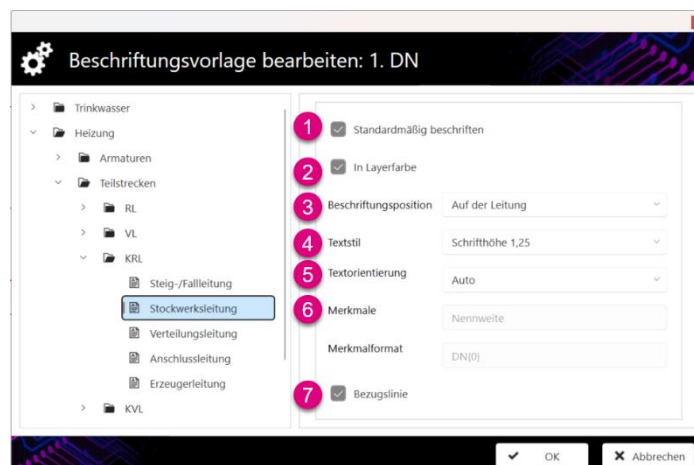 Beschriftungsvorlage bearbeiten: 1. DN
Trinkwasser
Heizung
Armaturen
Teilstrecken
RL
VL
KRL
Steig-/Fallleitung
Stockwerksleitung
Verteilungsleitung
Anschlussleitung
Erzeugerleitung
KVL
1 Standardmäßig beschriften
2 In Layerfarbe
3 Beschriftungsposition Auf der Leitung
4 Textstil Schrifthöhe 1,25
5 Textorientierung Auto
6 Merkmale Nennweite
Merkmalformat DN{0}
7 Bezugslinie
OK Abbrechen